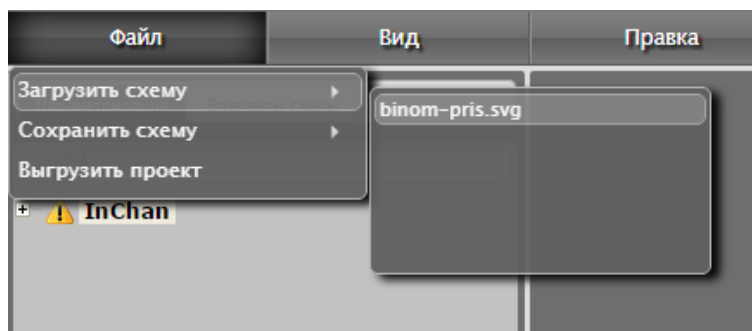 Файл Вид Правка
Загрузить схему
binom-pris.svg
Сохранить схему
Выгрузить проект
InChan